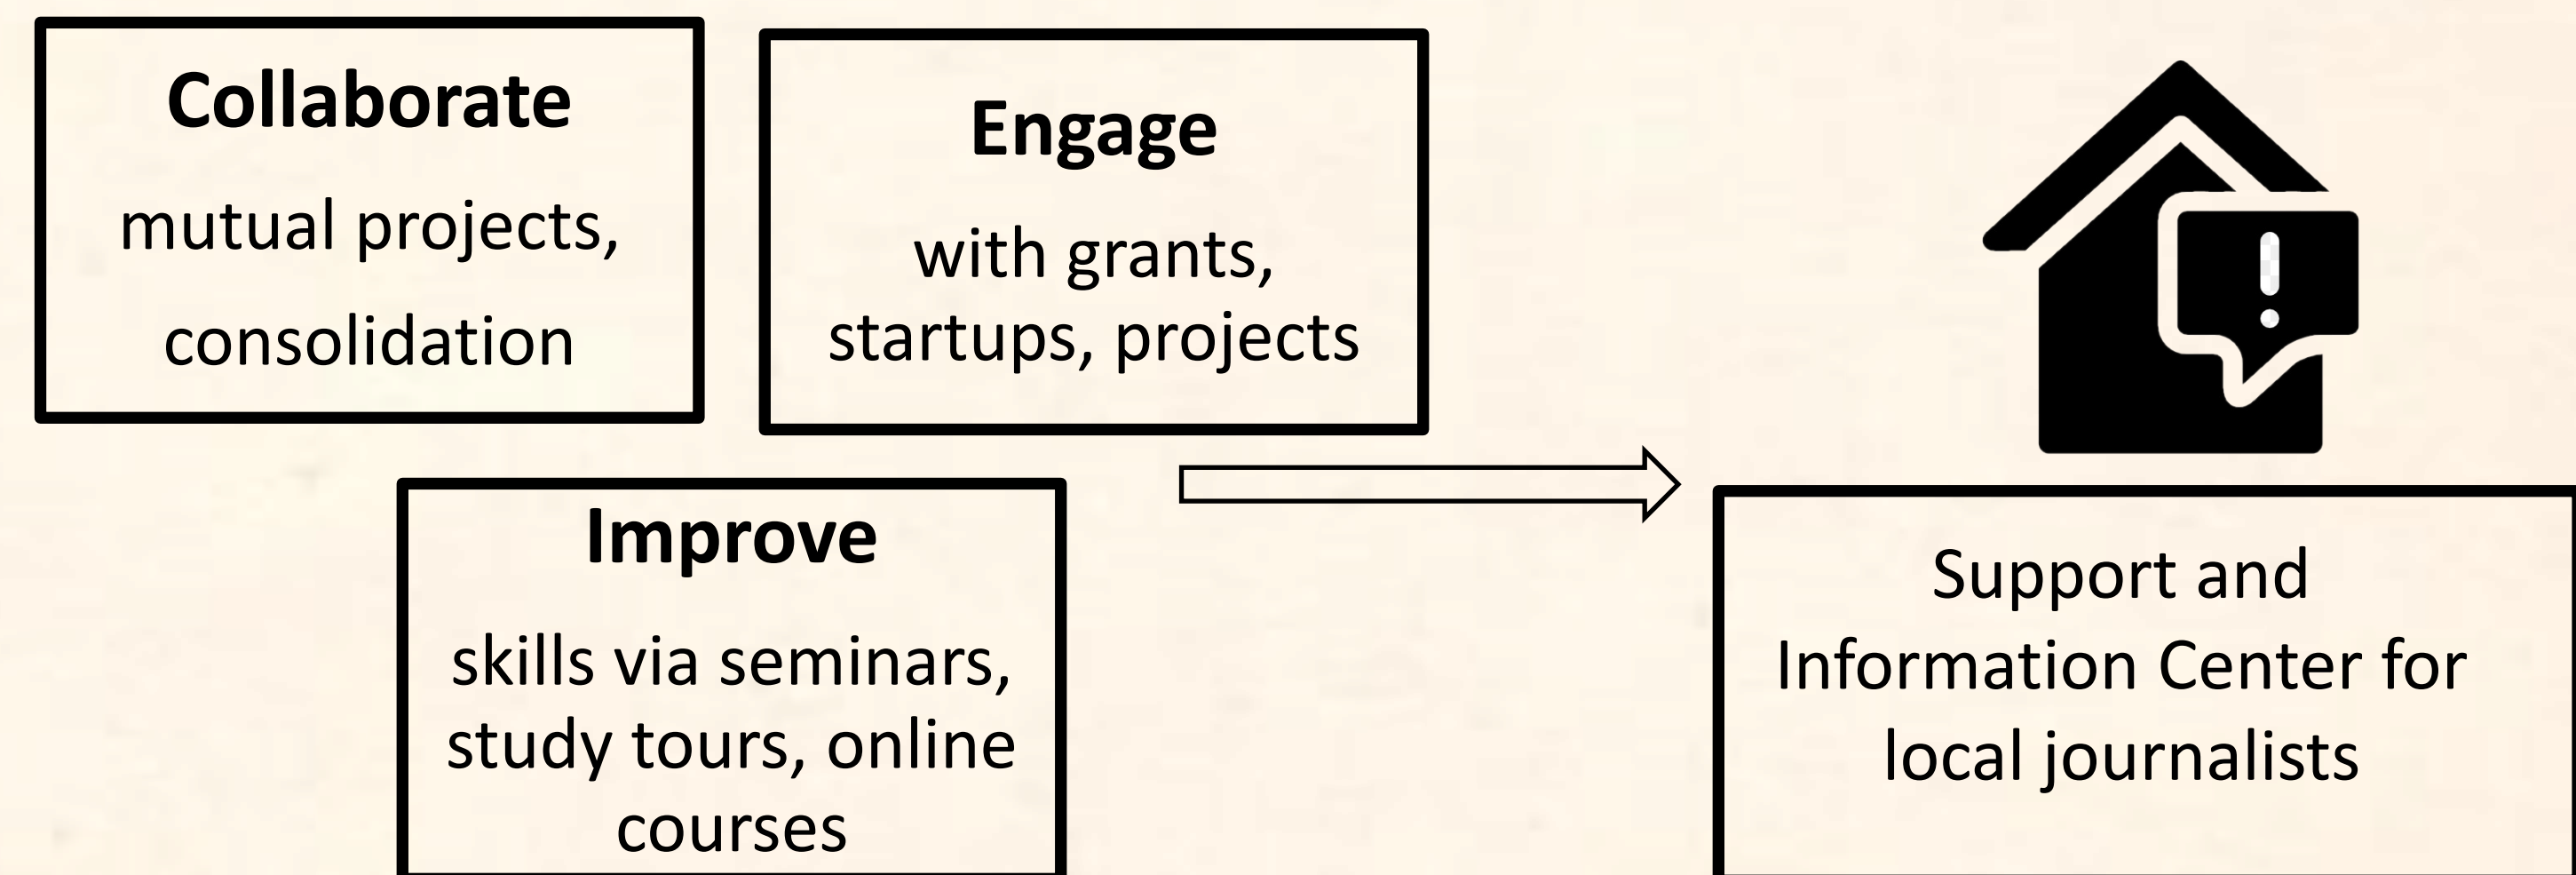 Collaborate
mutual projects,
consolidation
Engage
with grants,
startups, projects
Improve
skills via seminars,
study tours, online
courses
Support and
Information Center for
local journalists